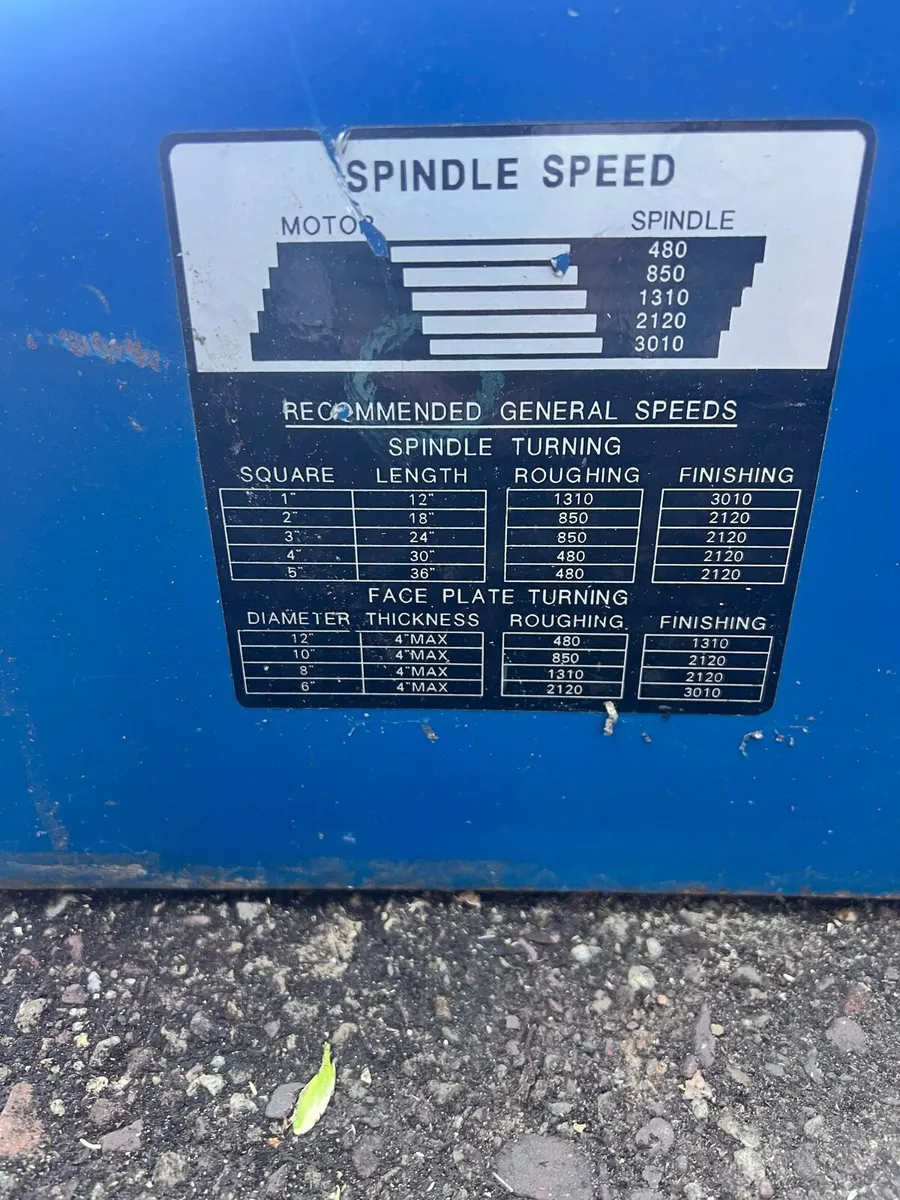 SPINDLE SPEED
MOTOR SPINDLE
480
850
1310
2120
3010
RECOMMENDED GENERAL SPEEDS
SPINDLE TURNING
SQUARE LENGTH ROUGHING FINISHING
1" 12" 1310 3010
2" 18" 850 2120
3" 24" 850 2120
4" 30" 480 2120
5" 36" 480 2120
FACE PLATE TURNING
DIAMETER THICKNESS ROUGHING FINISHING
12" 4"MAX 480 1310
10" 4"MAX 850 2120
8" 4"MAX 1310 2120
6" 4"MAX 2120 3010